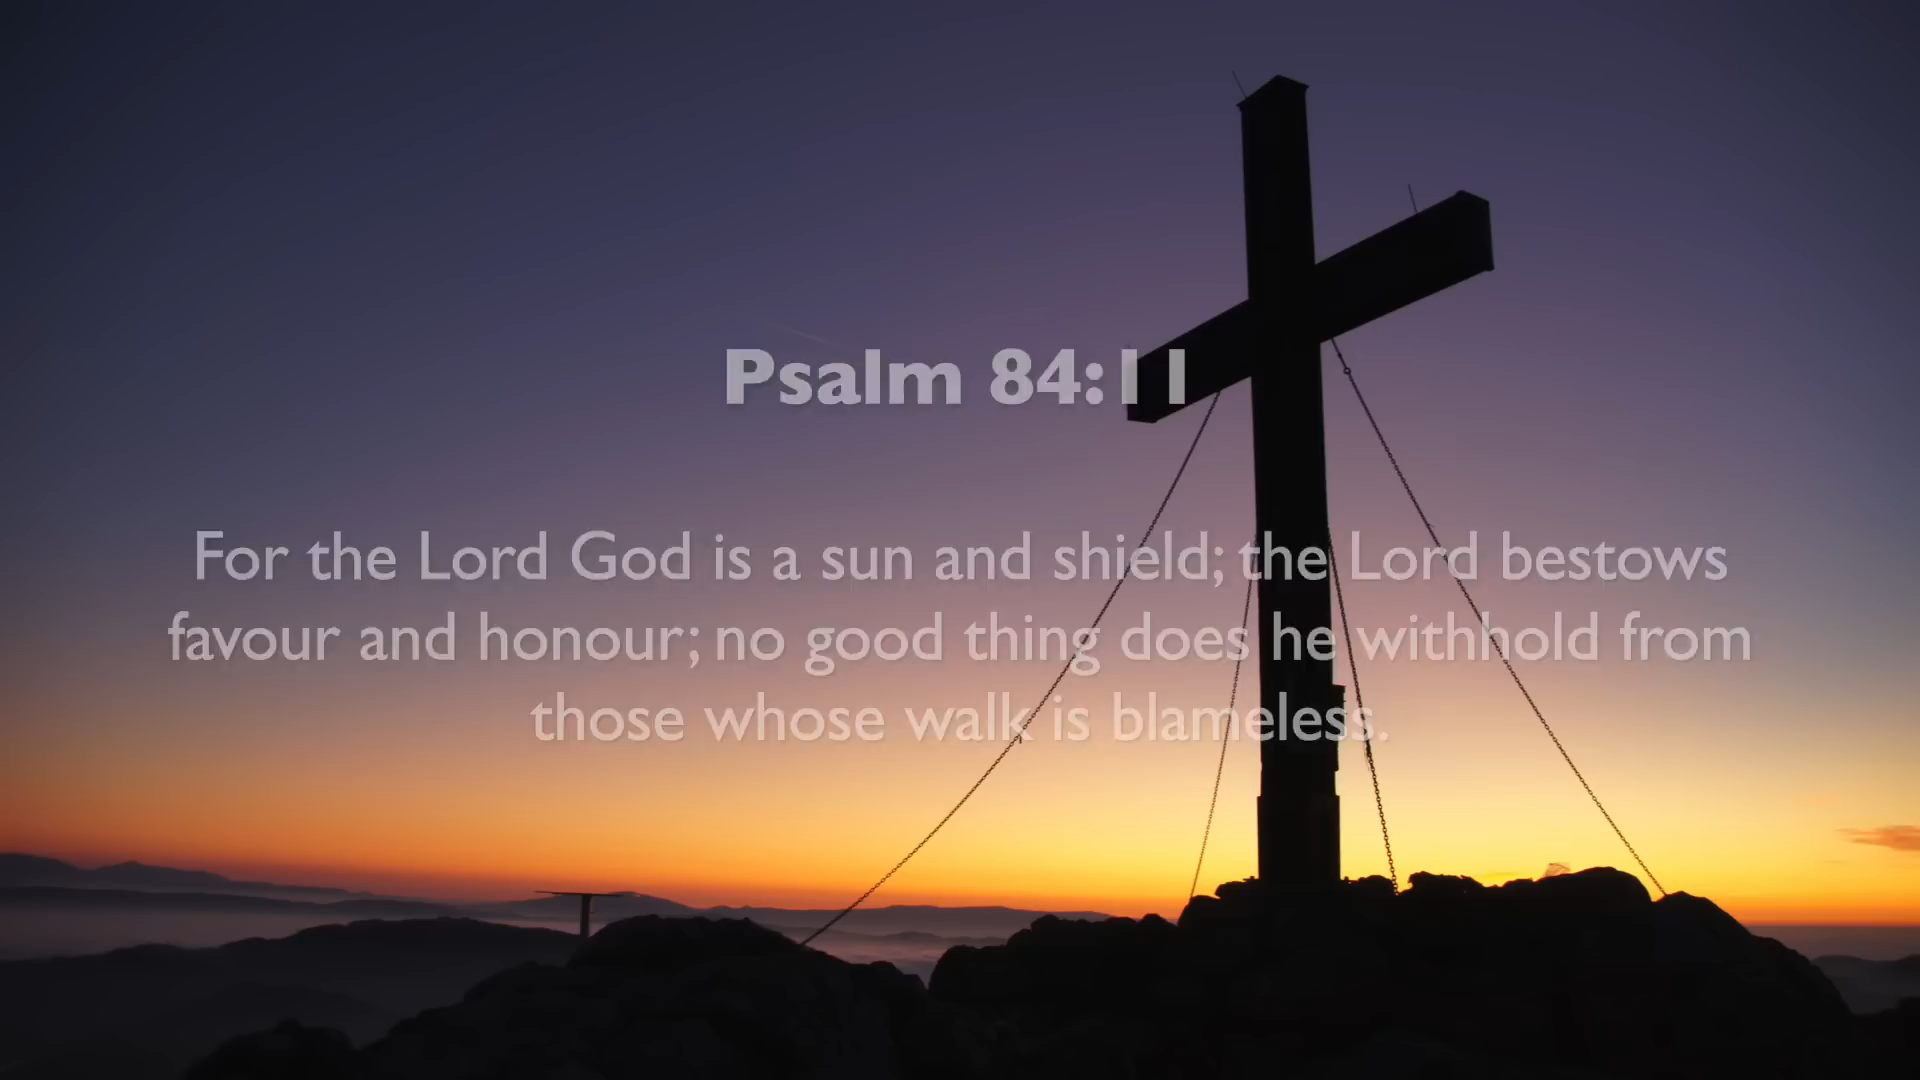 Psalm 84:11
For the Lord God is a sun and shield; the Lord bestows
favour and honour; no good thing does he withhold from
those whose walk is blameless.